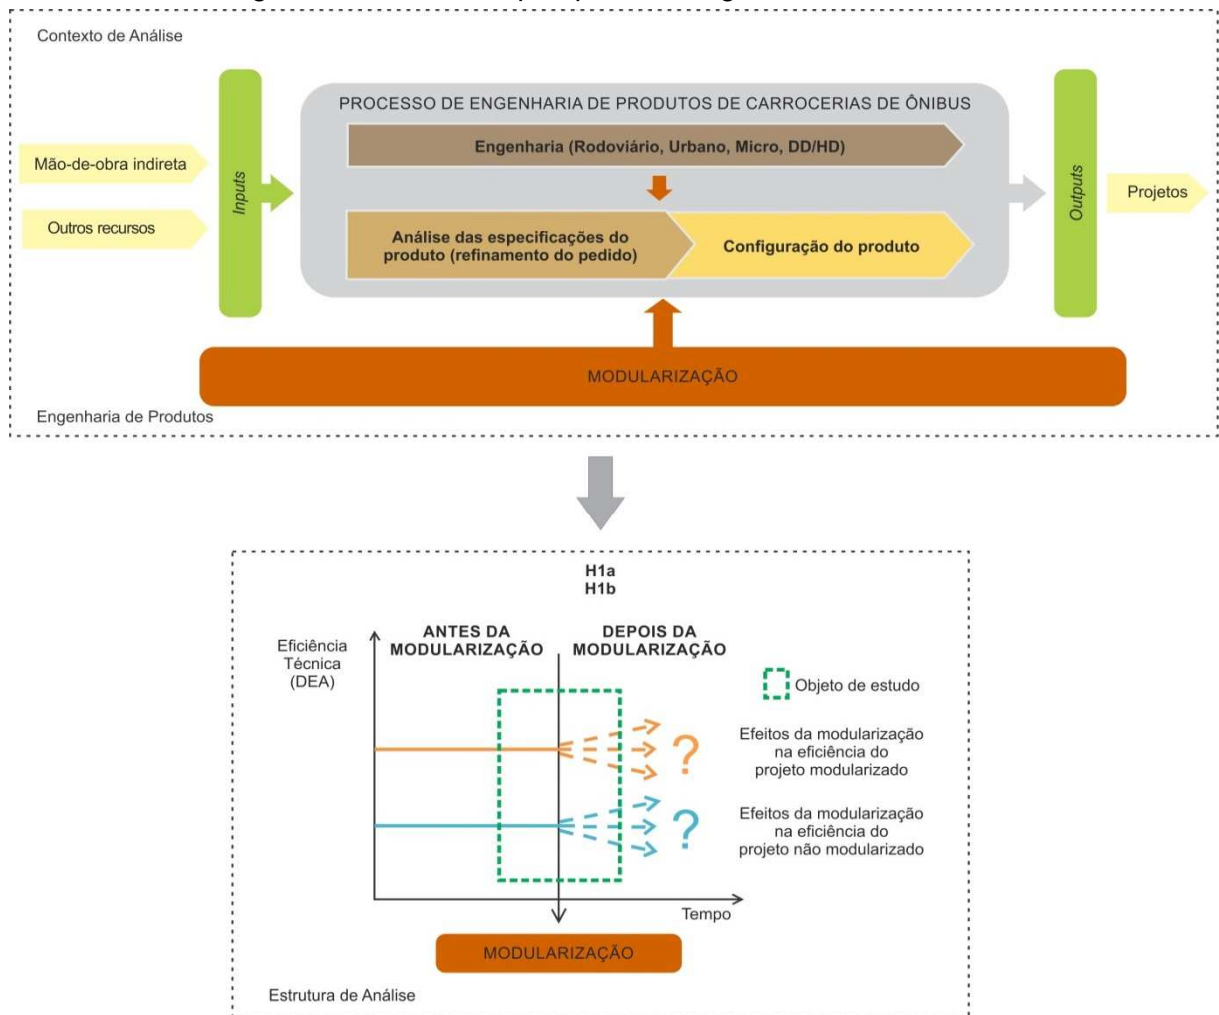 Contexto de Análise
PROCESSO DE ENGENHARIA DE PRODUTOS DE CARROCERIAS DE ÔNIBUS
Engenharia (Rodoviário, Urbano, Micro, DD/HD)
Mão-de-obra indireta
Outros recursos
Inputs
Análise das especificações do
produto (refinamento do pedido)
Configuração do produto
Outputs
Projetos
MODULARIZAÇÃO
Engenharia de Produtos
H1a
H1b
ANTES DA
MODULARIZAÇÃO
DEPOIS DA
MODULARIZAÇÃO
Eficiência
Técnica
(DEA)
Objeto de estudo
?
Efeitos da modularização
na eficiência do
projeto modularizado
?
Efeitos da modularização
na eficiência do
projeto não modularizado
Tempo
MODULARIZAÇÃO
Estrutura de Análise